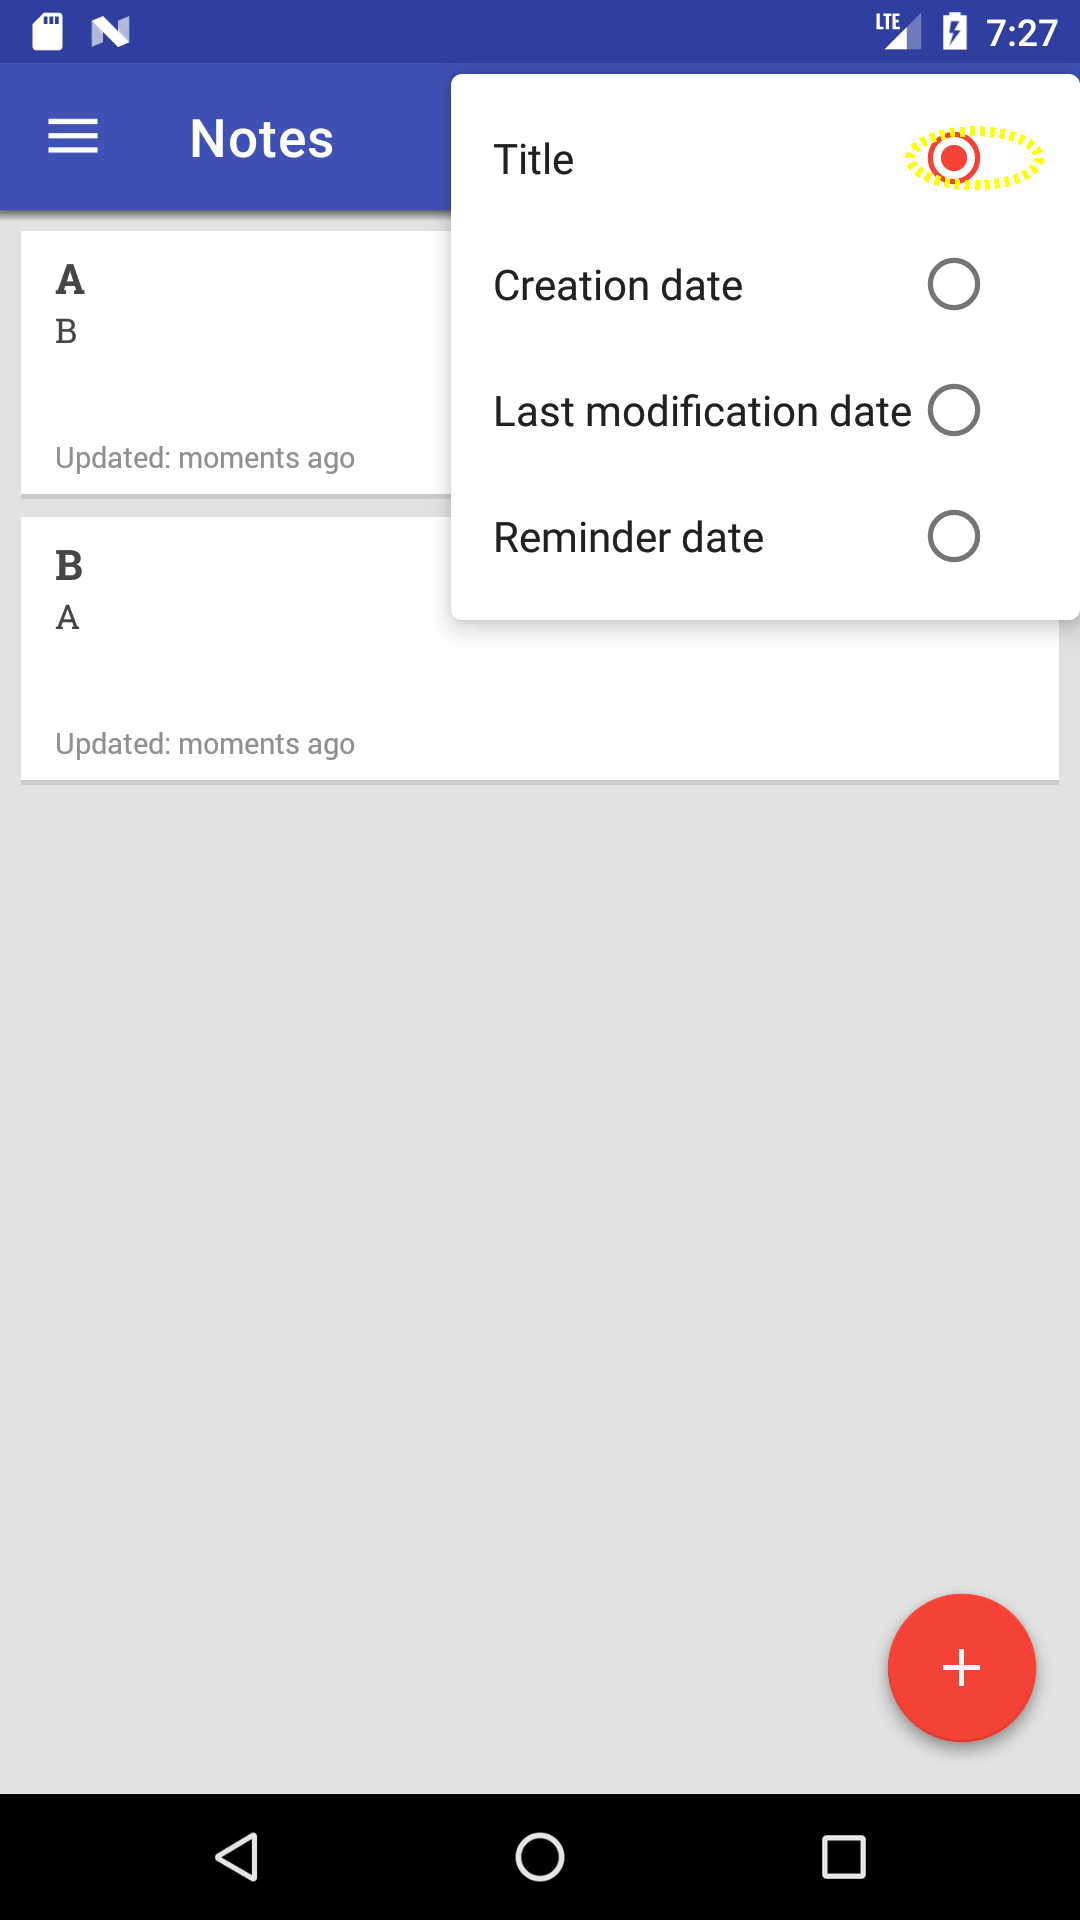 LTE 7:27
Notes
Title
Creation date
Last modification date
Reminder date
A
B
Updated: moments ago
B
A
Updated: moments ago